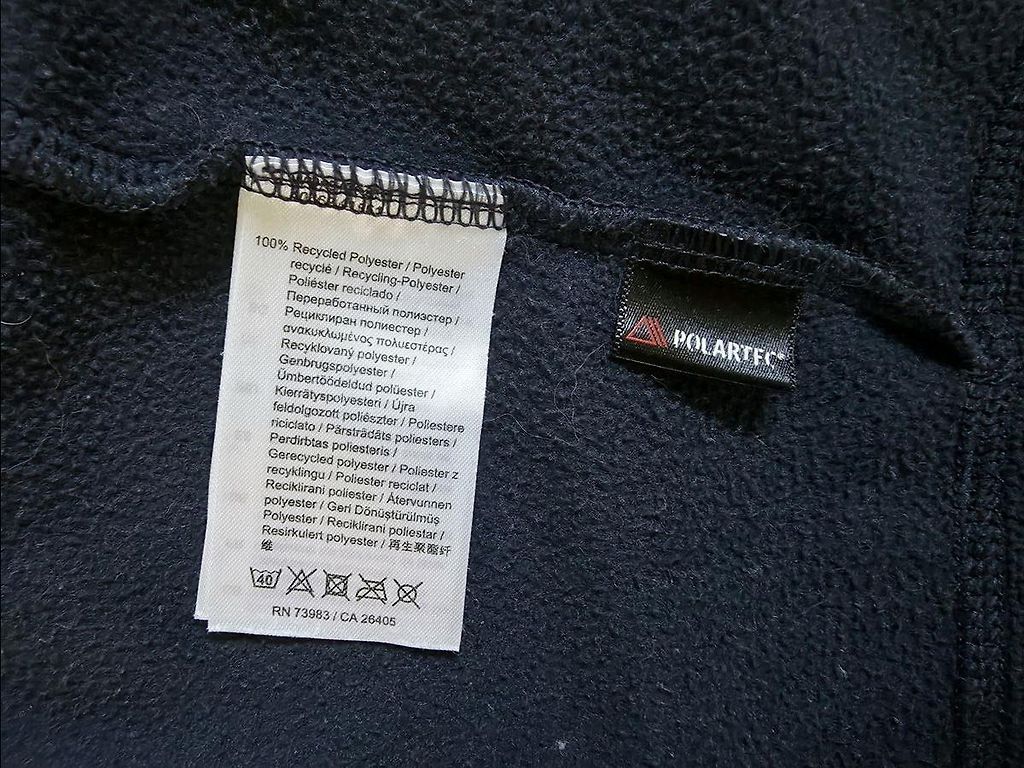 100% Recycled Polyester / Polyester
recyclé / Recycling-Polyester /
Poliéster reciclado /
Переработанный полиэстер /
Рециклиран полиестер /
ανακυκλωμένος πολυεστέρας /
Recyklovaný polyester /
Genbrugspolyester /
Ümbertöödeldud polüester /
Kierrätyspolyesteri / Újra
feldolgozott poliészter / Poliestere
riciclato / Pārstrādāts poliesters /
Perdirbtas poliesteris /
Gerecycled polyester / Poliester z
recyklingu / Poliester reciclat /
Reciklirani poliester / Återvunnen
polyester / Geri Dönüştürülmüş
Polyester / Reciklirani poliestar /
Resirkulert polyester / 再生聚酯纤
维
40
RN 73983 / CA 26405
POLARTEC®